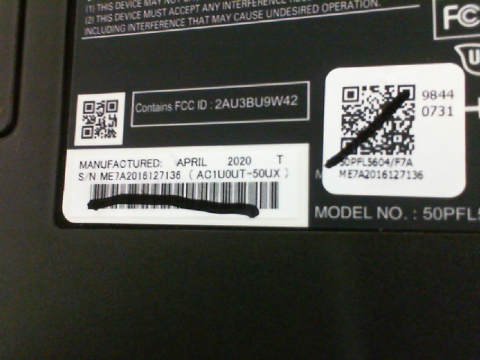 (1) THIS DEVICE MAY NOT
(2) THIS DEVICE MUST ACCEPT ANY INTERFERENCE
INCLUDING INTERFERENCE THAT MAY CAUSE UNDESIRED OPERATION.
FC
Contains FCC ID : 2AU3BU9W42
9844
0731
MANUFACTURED: APRIL 2020 T
S/N ME7A2016127136 ( AC1U0UT-50UX )
50PFL5604/F7A
ME7A2016127136
MODEL NO. : 50PFL5